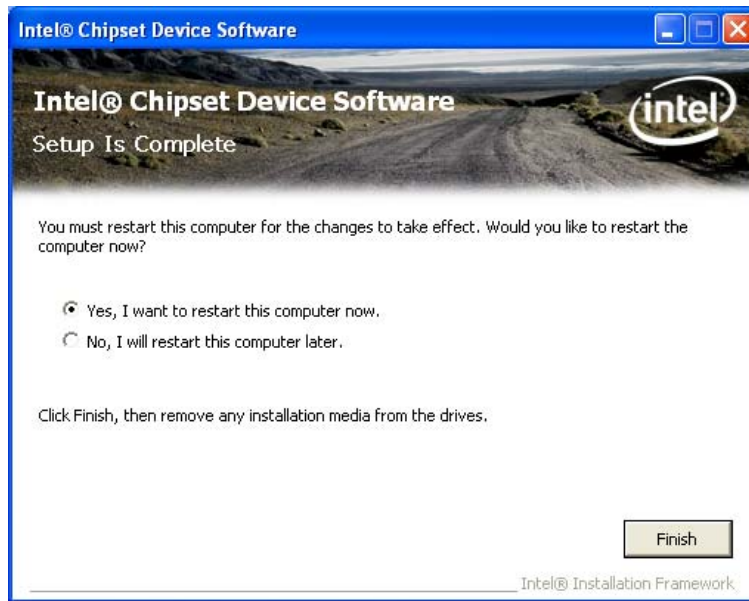 Intel® Chipset Device Software
Intel® Chipset Device Software
intel
Setup Is Complete
You must restart this computer for the changes to take effect. Would you like to restart the
computer now?
Yes, I want to restart this computer now.
No, I will restart this computer later.
Click Finish, then remove any installation media from the drives.
Finish
Intel® Installation Framework